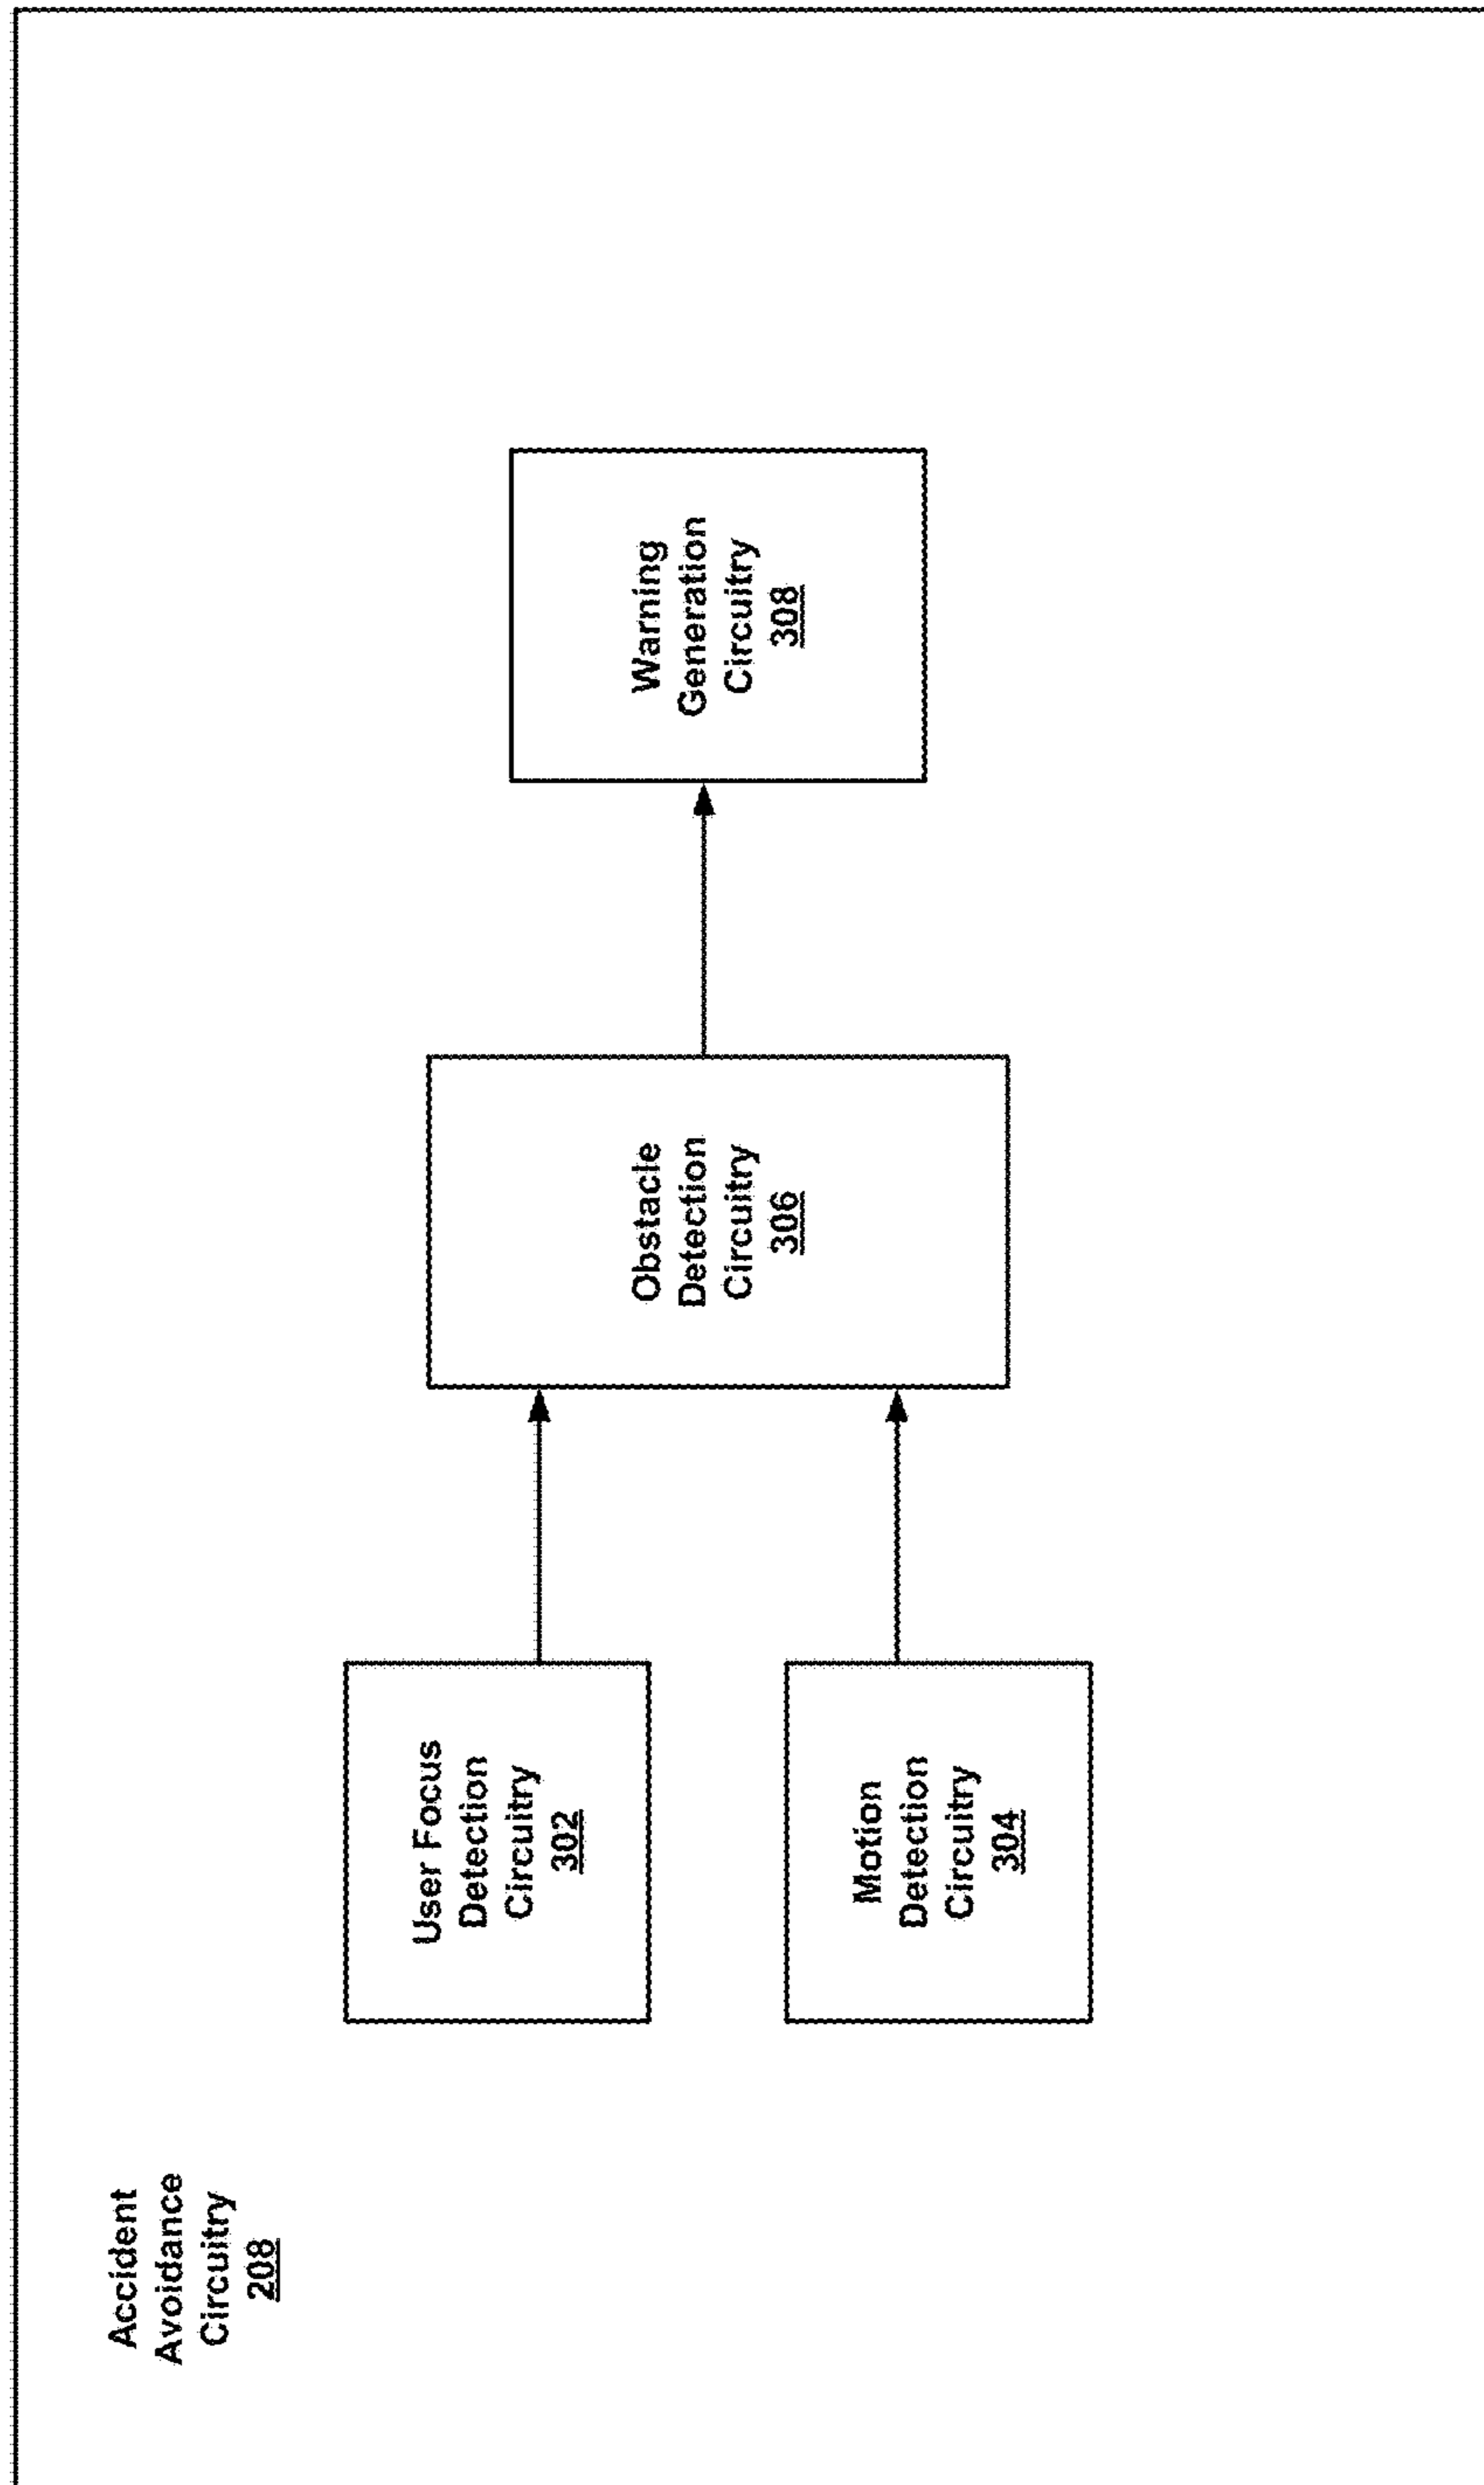 Accident
Avoidance
Circuitry
208
User Focus
Detection
Circuitry
302
Motion
Detection
Circuitry
304
Obstacle
Detection
Circuitry
306
Warning
Generation
Circuitry
308